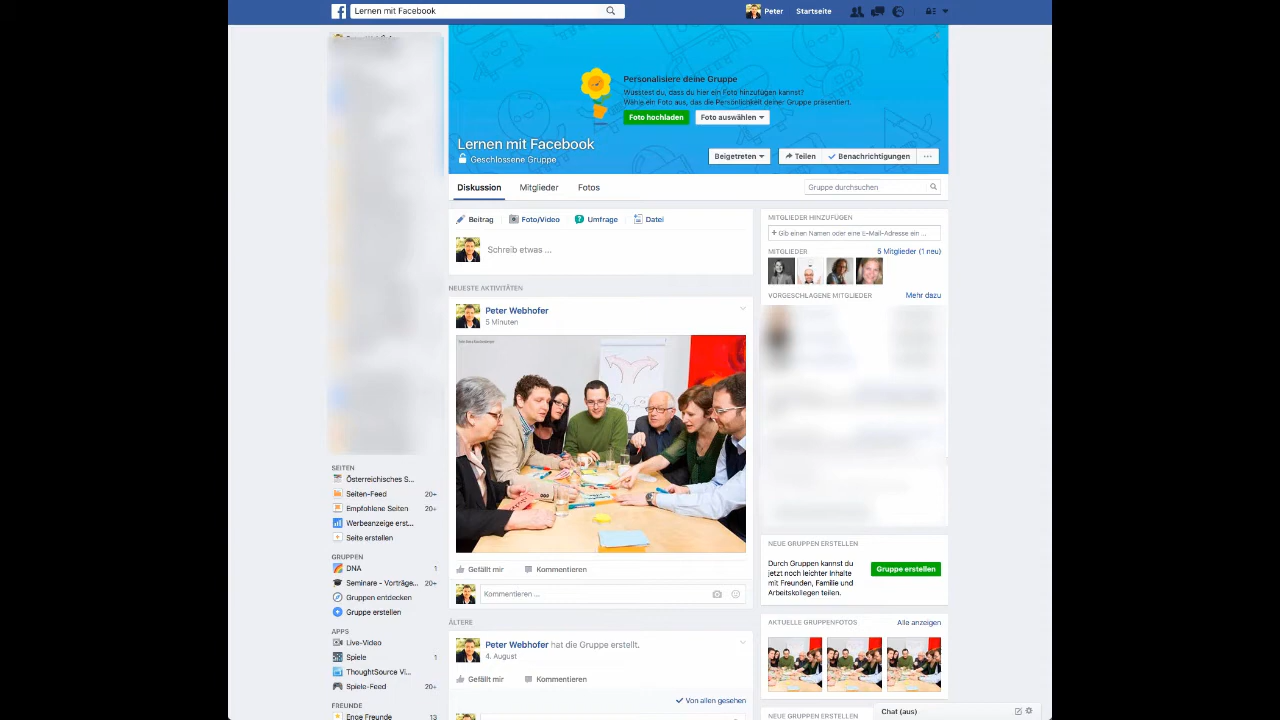 Lernen mit Facebook
Peter
Startseite
Personalisiere deine Gruppe
Wusstest du, dass du hier ein Foto hinzufügen kannst?
Wähle ein Foto aus, das die Persönlichkeit deiner Gruppe präsentiert.
Foto hochladen
Foto auswählen
Lernen mit Facebook
Geschlossene Gruppe
Beigetreten
Teilen
Benachrichtigungen
Diskussion
Mitglieder
Fotos
Gruppe durchsuchen
Beitrag
Foto/Video
Umfrage
Datei
Schreib etwas ...
NEUESTE AKTIVITÄTEN
Peter Webhofer
5 Minuten
Gefällt mir
Kommentieren
Kommentieren ...
ÄLTERE
Peter Webhofer hat die Gruppe erstellt.
4. August
Gefällt mir
Kommentieren
Von allen gesehen
MITGLIEDER HINZUFÜGEN
+ Gib einen Namen oder eine E-Mail-Adresse ein ...
MITGLIEDER
5 Mitglieder (1 neu)
VORGESCHLAGENE MITGLIEDER
Mehr dazu
NEUE GRUPPEN ERSTELLEN
Durch Gruppen kannst du
jetzt noch leichter Inhalte
mit Freunden, Familie und
Arbeitskollegen teilen.
Gruppe erstellen
AKTUELLE GRUPPENFOTOS
Alle anzeigen
NEUE GRUPPEN ERSTELLEN
Chat (aus)
SEITEN
Österreichisches S...
Seiten-Feed 20+
Empfohlene Seiten 20+
Werbeanzeige erst...
Seite erstellen
GRUPPEN
DNA 1
Seminare - Vorträge... 20+
Gruppen entdecken
Gruppe erstellen
APPS
Live-Video
Spiele 1
ThoughtSource Vi...
Spiele-Feed 20+
FREUNDE
Enge Freunde 13